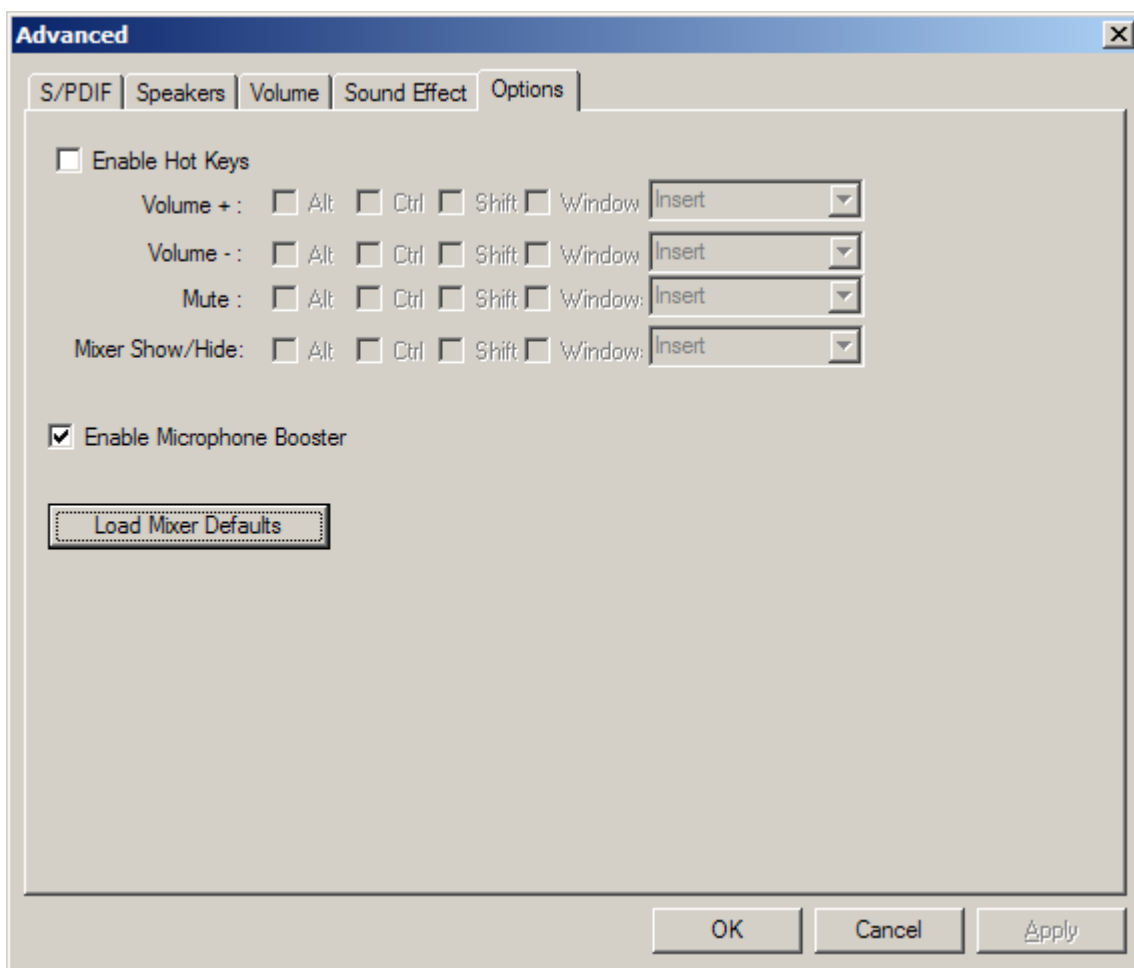 Advanced
S/PDIF Speakers Volume Sound Effect Options
Enable Hot Keys
Volume + : Alt Ctrl Shift Window Insert
Volume - : Alt Ctrl Shift Window Insert
Mute : Alt Ctrl Shift Window Insert
Mixer Show/Hide: Alt Ctrl Shift Window Insert
Enable Microphone Booster
Load Mixer Defaults
OK Cancel Apply